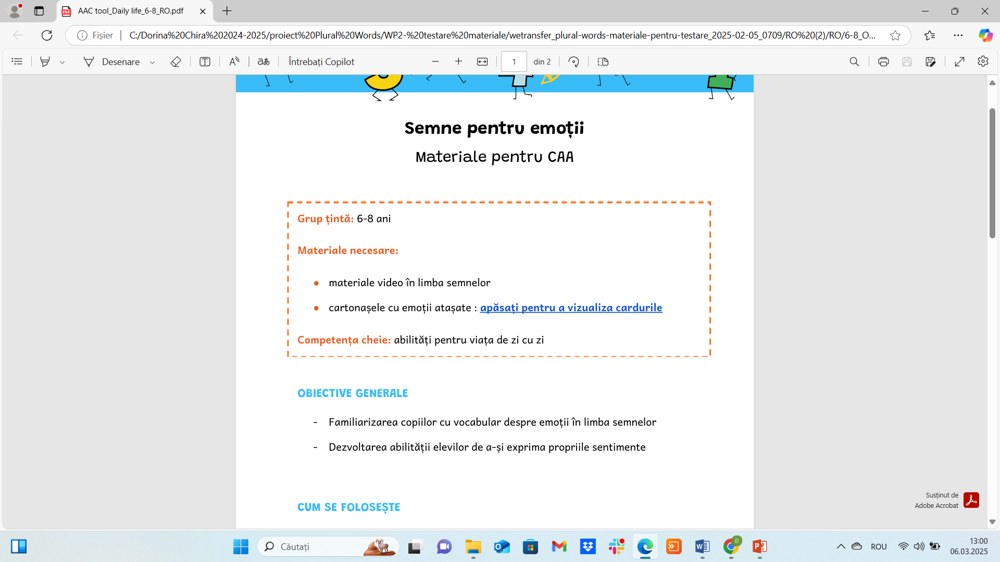 AAC tool_Daily life_6-8_RO.pdf
Fișier
C:/Dorina%20Chira%202024-2025/proiect%20Plural%20Words/WP2-%20testare%20materiale/wetransfer_plural-words-materiale-pentru-testare_2025-02-05_0709/RO%20(2)/RO/6-8_O...
Desenare
Întrebați Copilot
1 din 2
Semne pentru emoții
Materiale pentru CAA
Grup țintă: 6-8 ani
Materiale necesare:
● materiale video în limba semnelor
● cartonașele cu emoții atașate : apăsați pentru a vizualiza cardurile
Competența cheie: abilități pentru viața de zi cu zi
OBIECTIVE GENERALE
- Familiarizarea copiilor cu vocabular despre emoții în limba semnelor
- Dezvoltarea abilității elevilor de a-și exprima propriile sentimente
CUM SE FOLOSEȘTE
Susținut de
Adobe Acrobat
Căutați
ROU
13:00
06.03.2025